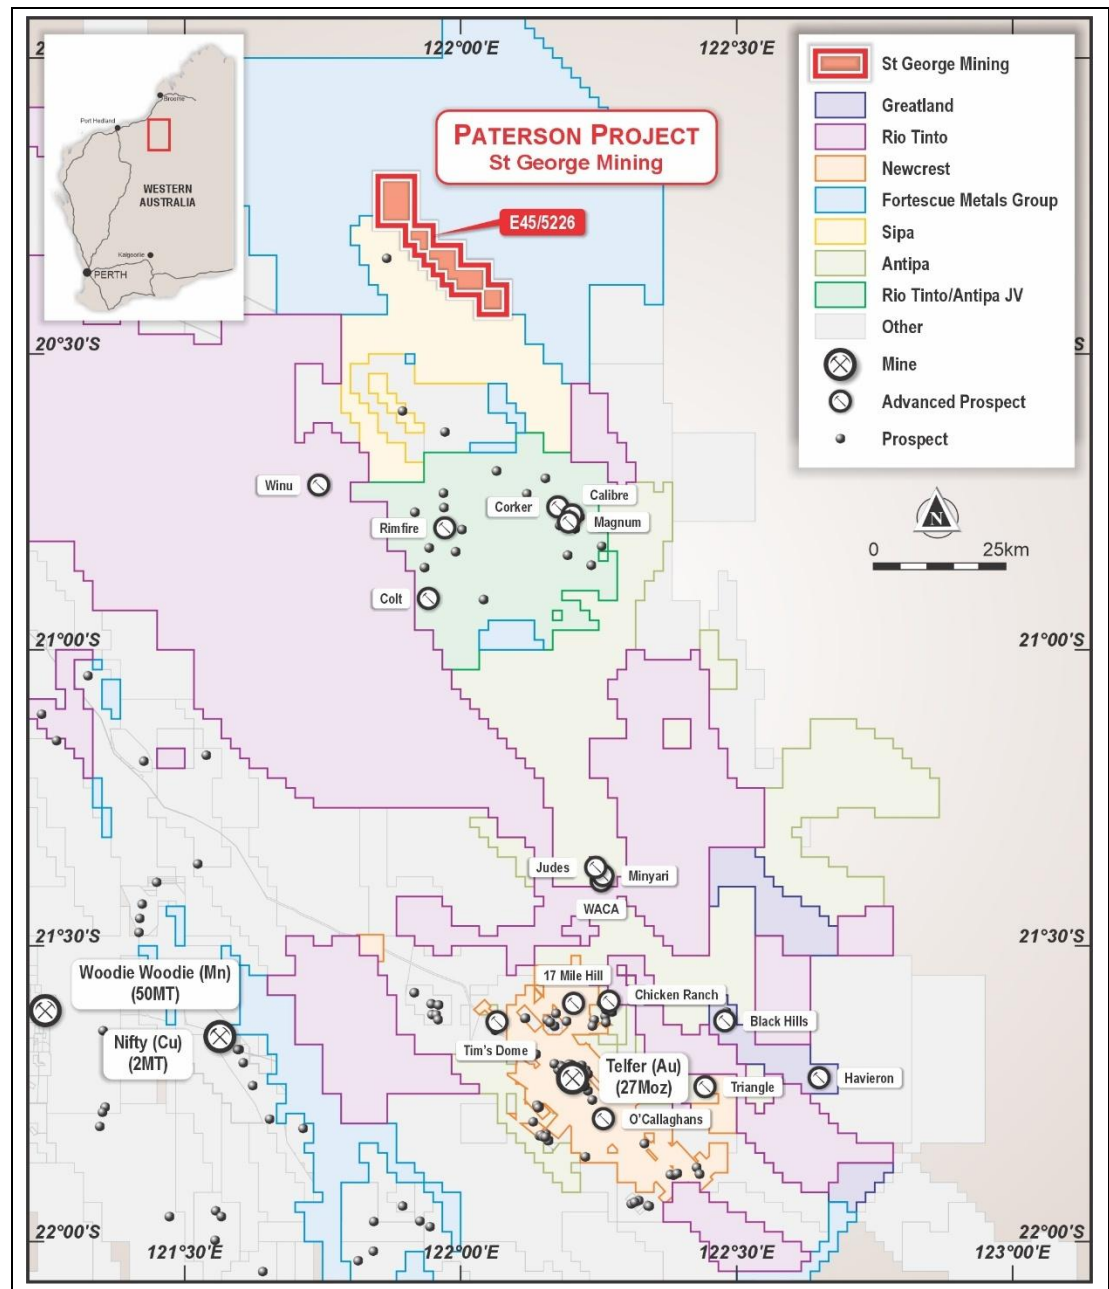 122°00'E
122°30'E
Broome
Port Hedland
WESTERN
AUSTRALIA
Kalgoorlie
PERTH
PATERSON PROJECT
St George Mining
E45/5226
St George Mining
Greatland
Rio Tinto
Newcrest
Fortescue Metals Group
Sipa
Antipa
Rio Tinto/Antipa JV
Other
Mine
Advanced Prospect
Prospect
20°30'S
S
N
0
25km
Winu
Corker
Calibre
Magnum
Rimfire
Colt
21°00'S
21°00'S
Judes
Minyari
WACA
21°30'S
21°30'S
Woodie Woodie (Mn)
(50MT)
Nifty (Cu)
(2MT)
17 Mile Hill
Chicken Ranch
Black Hills
Tim's Dome
Telfer (Au)
(27Moz)
Triangle
Havieron
O'Callaghans
22°00'S
22°00'S
121°30'E
122°00'E
122°30'E
123°00'E